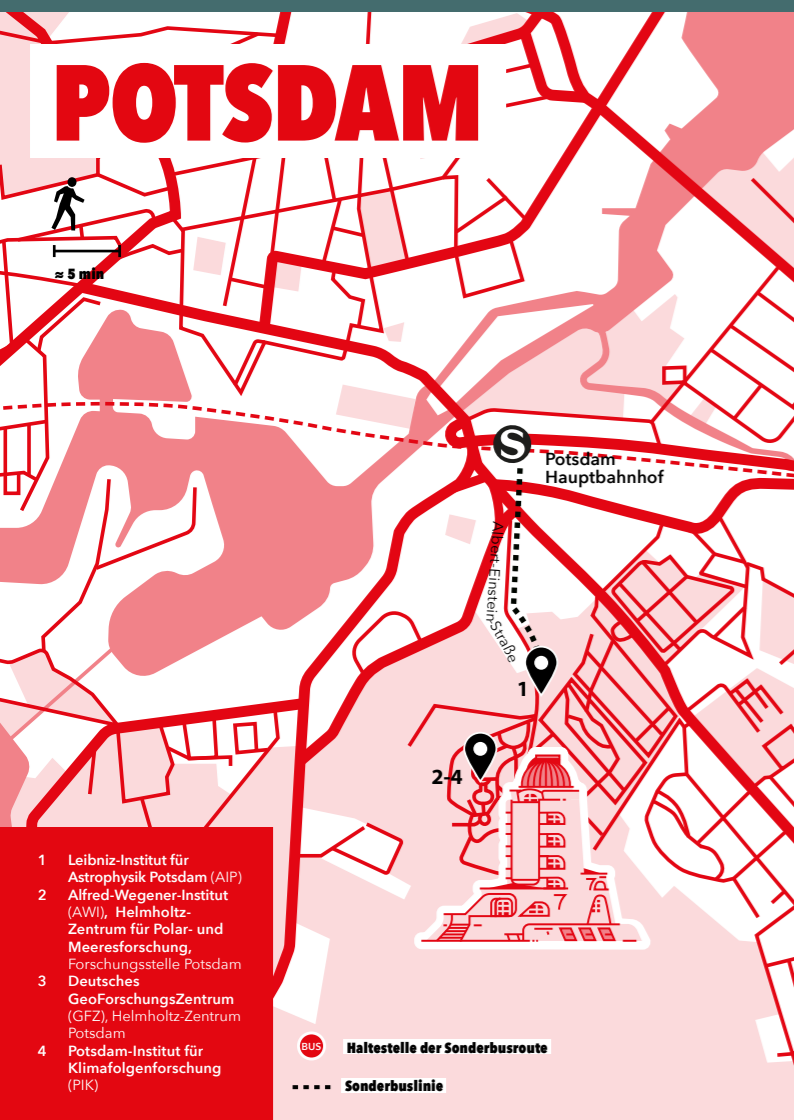 POTSDAM
≈ 5 min
S
Potsdam
Hauptbahnhof
Albert-Einstein-Straße
1
2-4
1 Leibniz-Institut für
Astrophysik Potsdam (AIP)
2 Alfred-Wegener-Institut
(AWI), Helmholtz-
Zentrum für Polar- und
Meeresforschung,
Forschungsstelle Potsdam
3 Deutsches
GeoForschungsZentrum
(GFZ), Helmholtz-Zentrum
Potsdam
4 Potsdam-Institut für
Klimafolgenforschung
(PIK)
BUS Haltestelle der Sonderbusroute
Sonderbuslinie